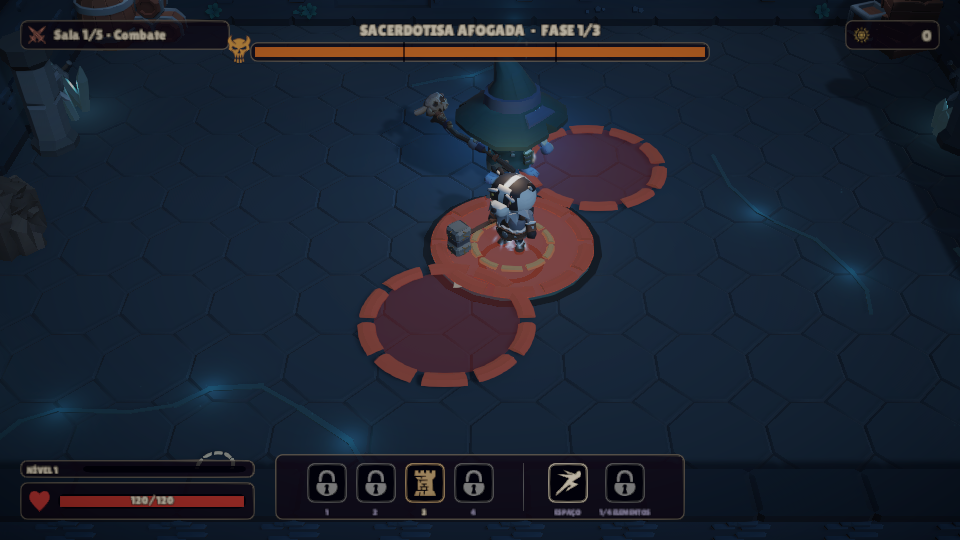 Sala 1/5 - Combate
SACERDOTISA AFOGADA - FASE 1/3
0
NÍVEL 1
120/120
1
2
3
4
ESPAÇO
1/4 ELEMENTOS